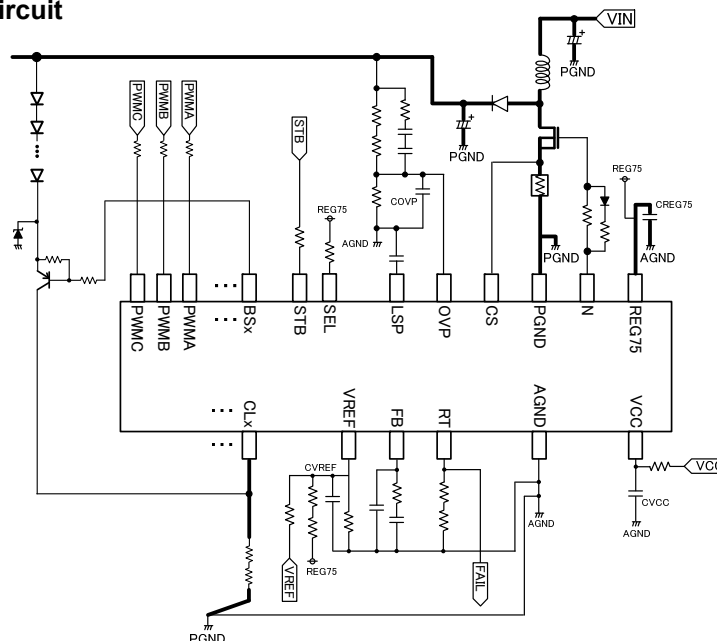 ircuit
VIN
PGND
PWMC
PWMB
PWMA
STB
REG75
REG75
PGND
COVP
CREG75
AGND
PGND
AGND
PWMC
PWMB
PWMA
BSx
STB
SEL
LSP
OVP
CS
PGND
N
REG75
CLx
VREF
FB
RT
AGND
VCC
CVREF
VCC
CVCC
AGND
AGND
REG75
VREF
FAIL
PGND